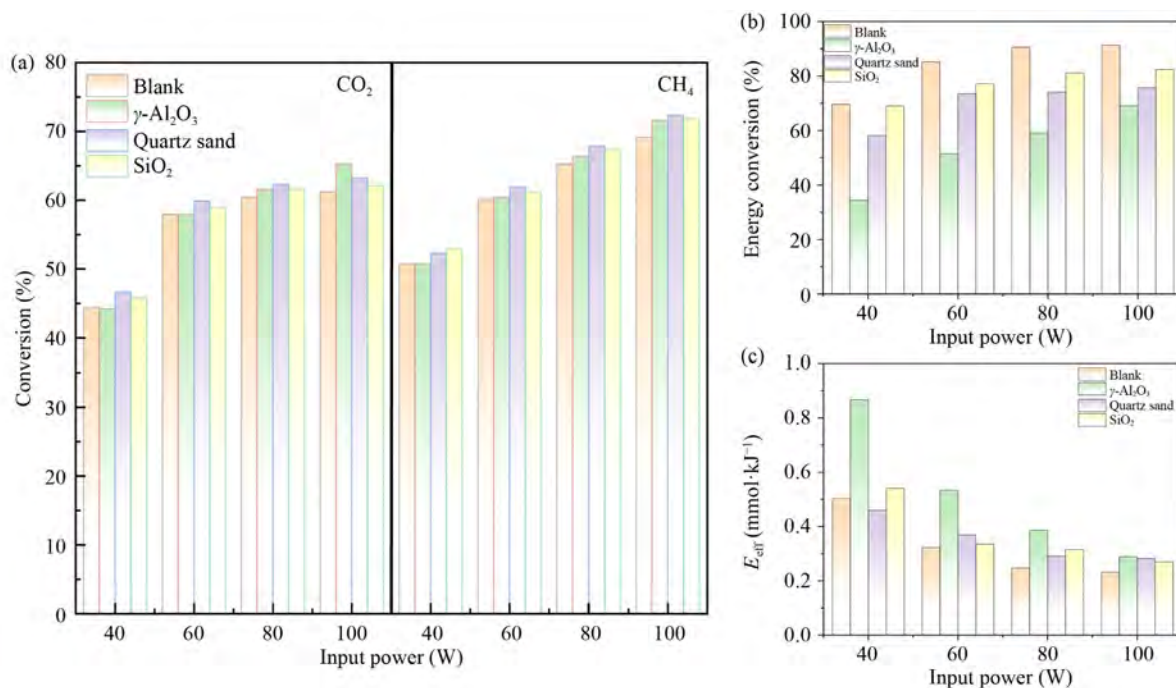 (a)
Conversion (%)
80
70
60
50
40
30
20
10
0
Blank
γ-Al₂O₃
Quartz sand
SiO₂
CO₂
CH₄
40 60 80 100 40 60 80 100
Input power (W)
(b)
Energy conversion (%)
100
80
60
40
20
0
Blank
γ-Al₂O₃
Quartz sand
SiO₂
40 60 80 100
Input power (W)
(c)
E_eff (mmol·kJ⁻¹)
1.0
0.8
0.6
0.4
0.2
0.0
Blank
γ-Al₂O₃
Quartz sand
SiO₂
40 60 80 100
Input power (W)